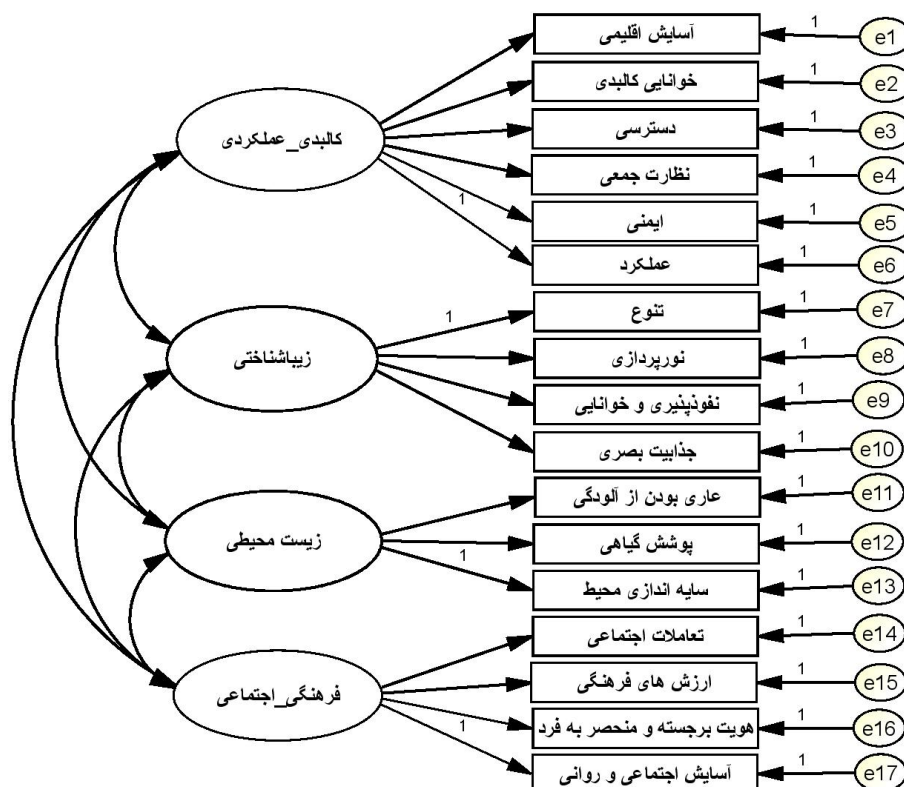 آسایش اقلیمی
1
e1
خوانایی کالبدی
1
e2
دسترسی
1
e3
نظارت جمعی
1
e4
ایمنی
1
e5
عملکرد
1
e6
کالبدی_عملکردی
1
تنوع
1
e7
نورپردازی
1
e8
نفوذپنیری و خوانایی
1
e9
جذابیت بصری
1
e10
زیباشناختی
1
عاری بودن از آلودگی
1
e11
پوشش گیاهی
1
e12
سایه اندازی محیط
1
e13
زیست محیطی
1
تعاملات اجتماعی
1
e14
ارزش های فرهنگی
1
e15
هویت برجسته و منحصر به فرد
1
e16
آسایش اجتماعی و روانی
1
e17
فرهنگی_اجتماعی
1